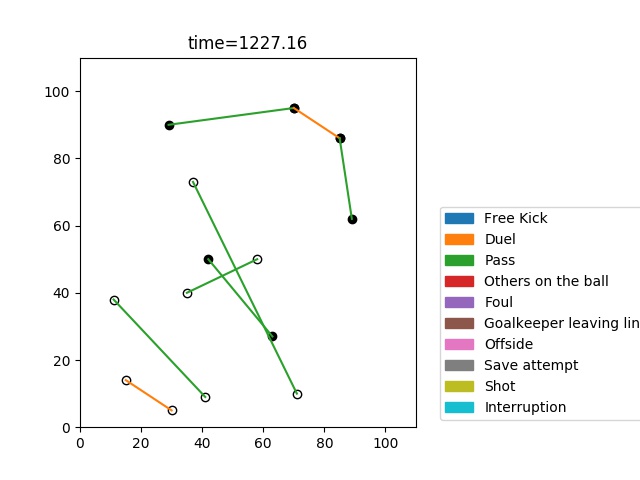 time=1227.16
100
80
60
40
20
0
0 20 40 60 80 100
Free Kick
Duel
Pass
Others on the ball
Foul
Goalkeeper leaving lin
Offside
Save attempt
Shot
Interruption